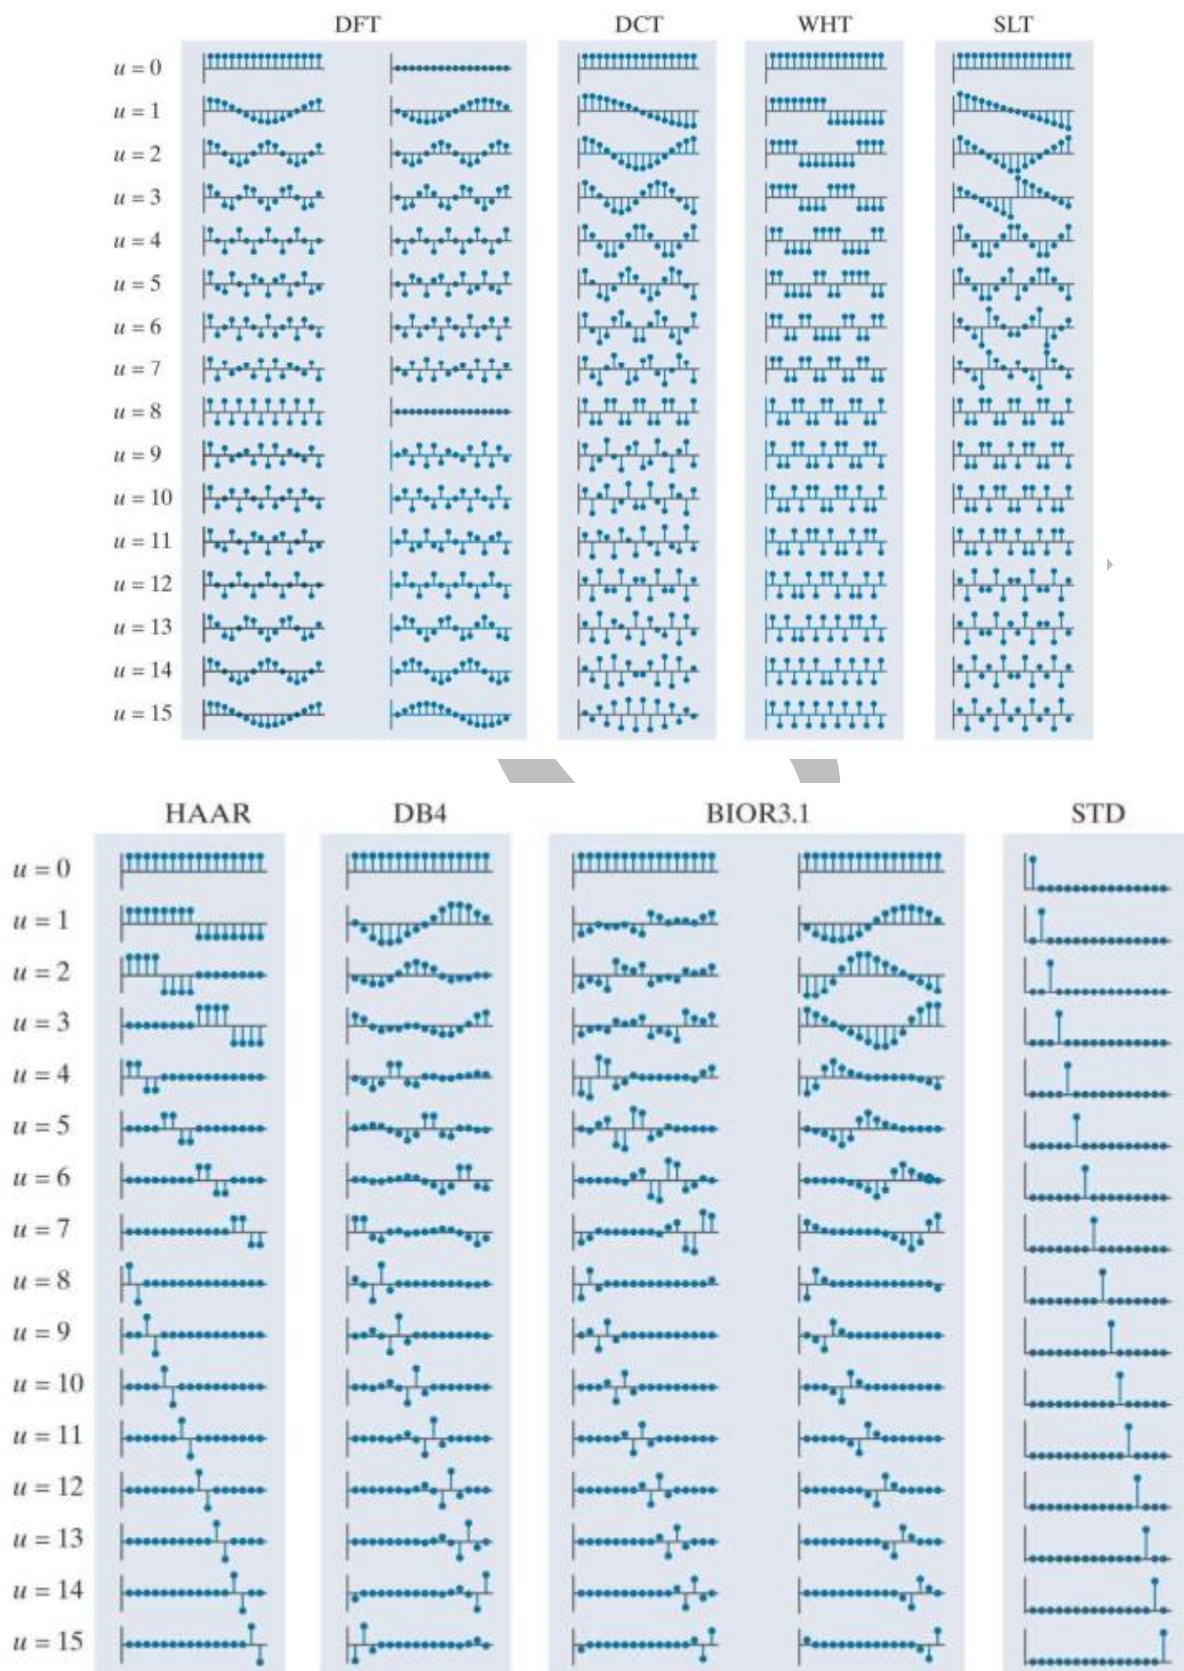 DFT DCT WHT SLT
u = 0
u = 1
u = 2
u = 3
u = 4
u = 5
u = 6
u = 7
u = 8
u = 9
u = 10
u = 11
u = 12
u = 13
u = 14
u = 15
HAAR DB4 BIOR3.1 STD
u = 0
u = 1
u = 2
u = 3
u = 4
u = 5
u = 6
u = 7
u = 8
u = 9
u = 10
u = 11
u = 12
u = 13
u = 14
u = 15